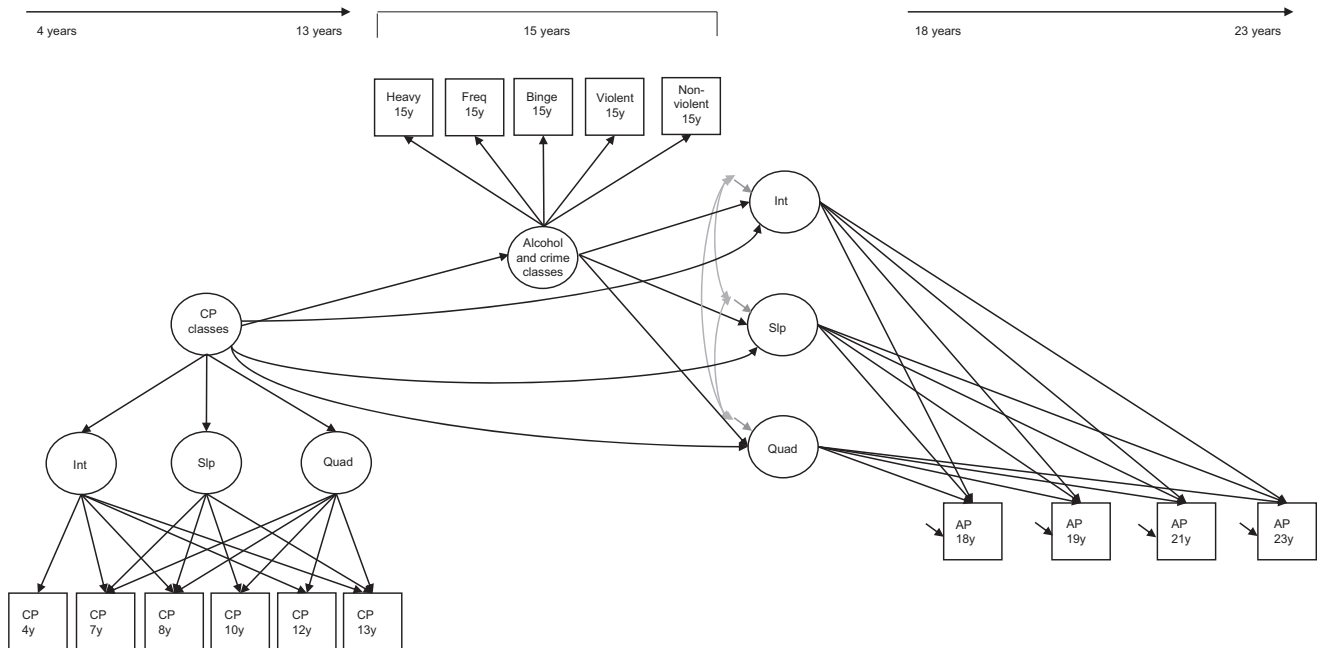 4 years
13 years
15 years
18 years
23 years
Heavy
15y
Freq
15y
Binge
15y
Violent
15y
Non-
violent
15y
Int
Alcohol
and crime
classes
CP
classes
Slp
Quad
Int
Slp
Quad
AP
18y
AP
19y
AP
21y
AP
23y
CP
4y
CP
7y
CP
8y
CP
10y
CP
12y
CP
13y